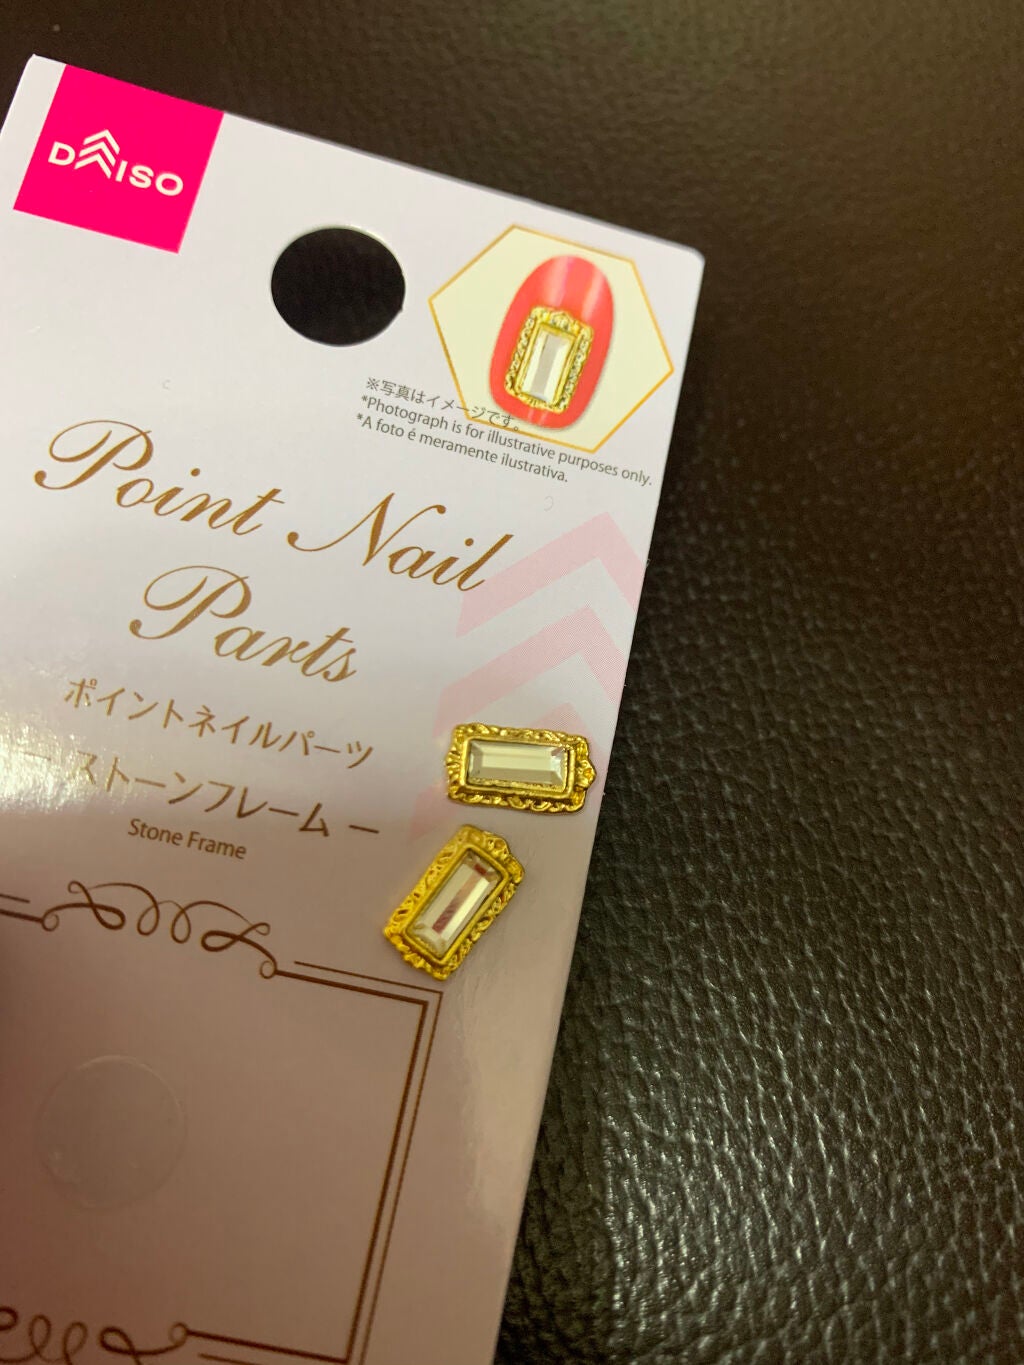 DAISO
※写真はイメージです。
*Photograph is for illustrative purposes only.
*A foto é meramente ilustrativa.
Point Nail
Parts
ポイントネイルパーツ
ー ストーンフレーム ー
Stone Frame